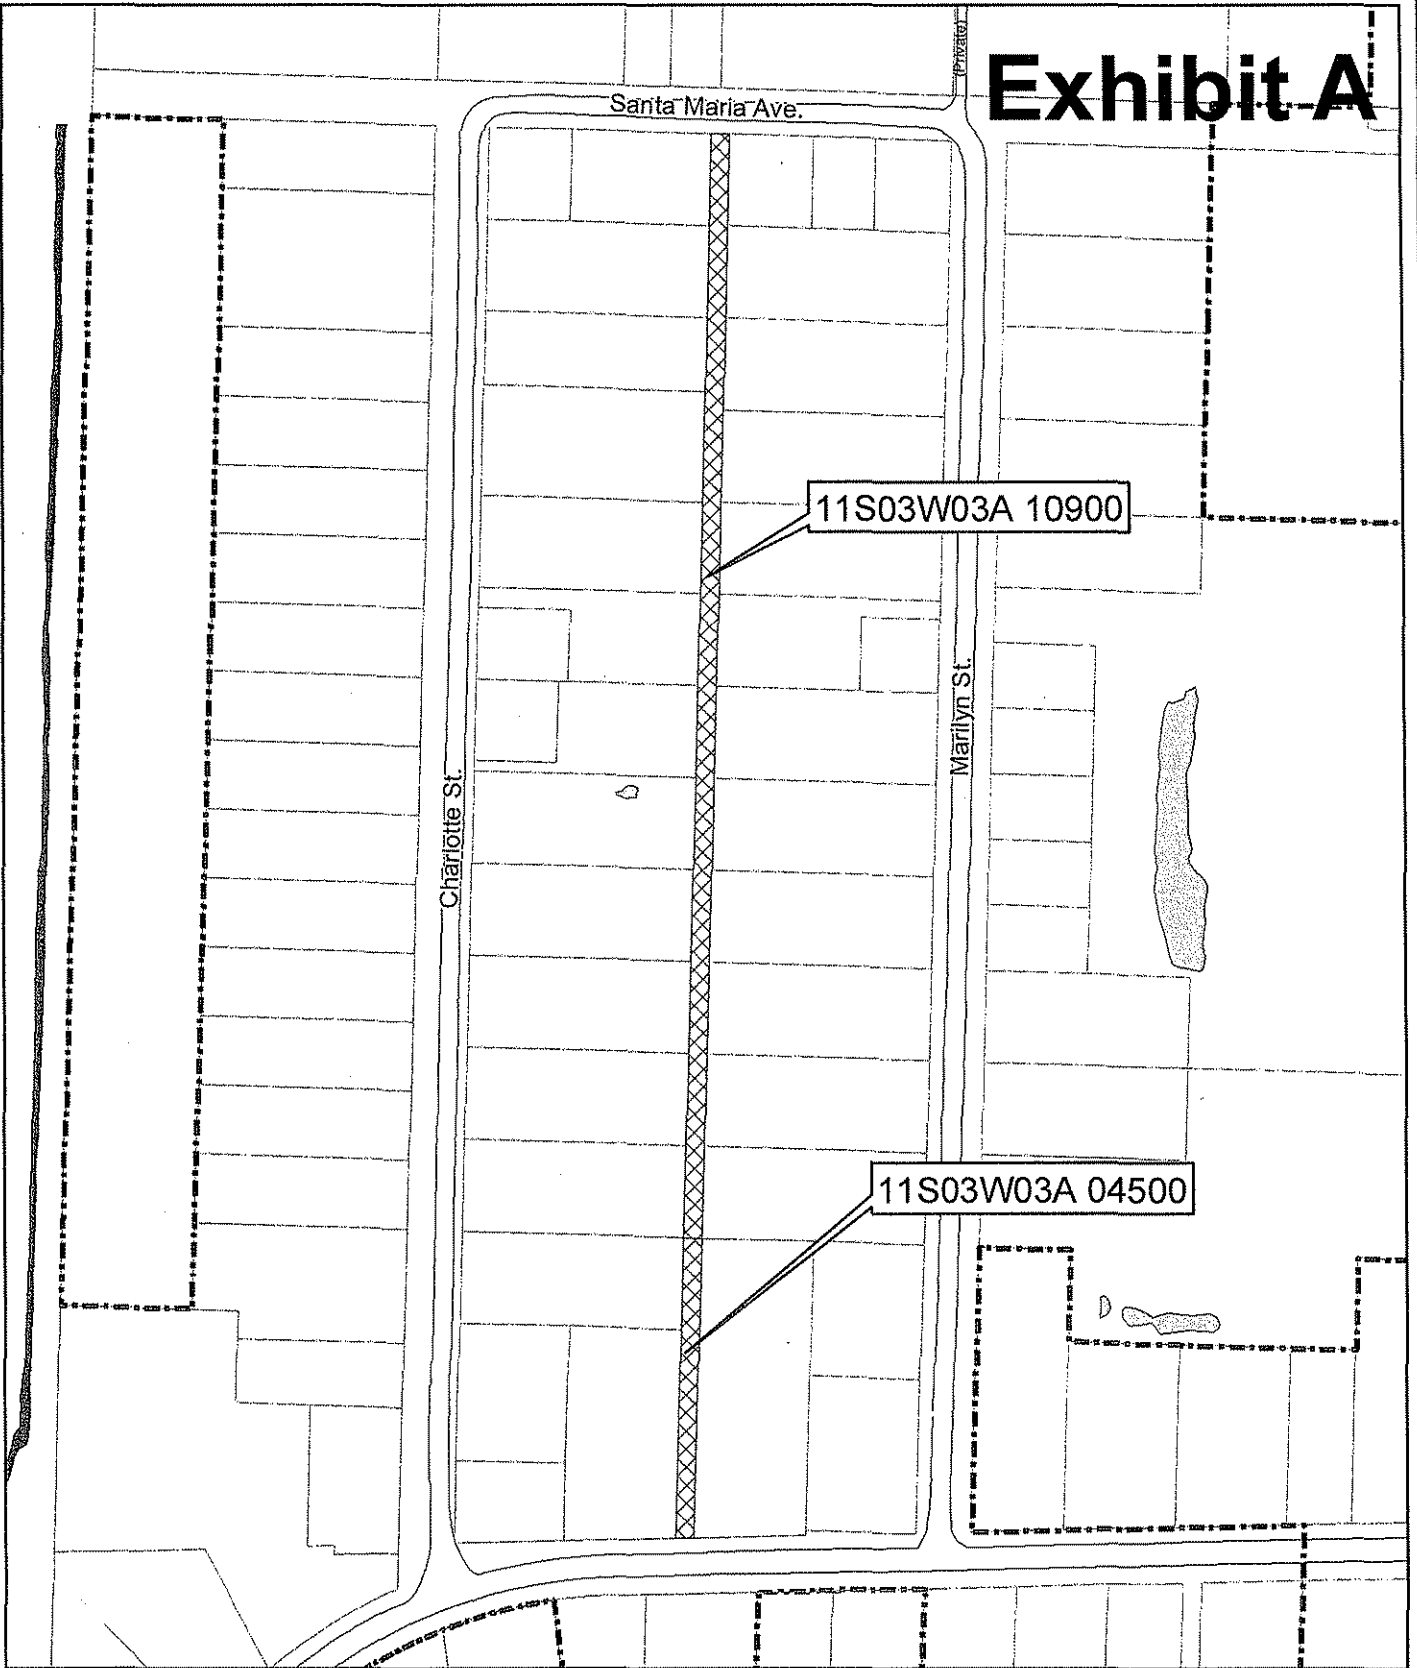 (Private)
Exhibit A
Santa Maria Ave.
11S03W03A 10900
Marilyn St.
Charlotte St.
11S03W03A 04500